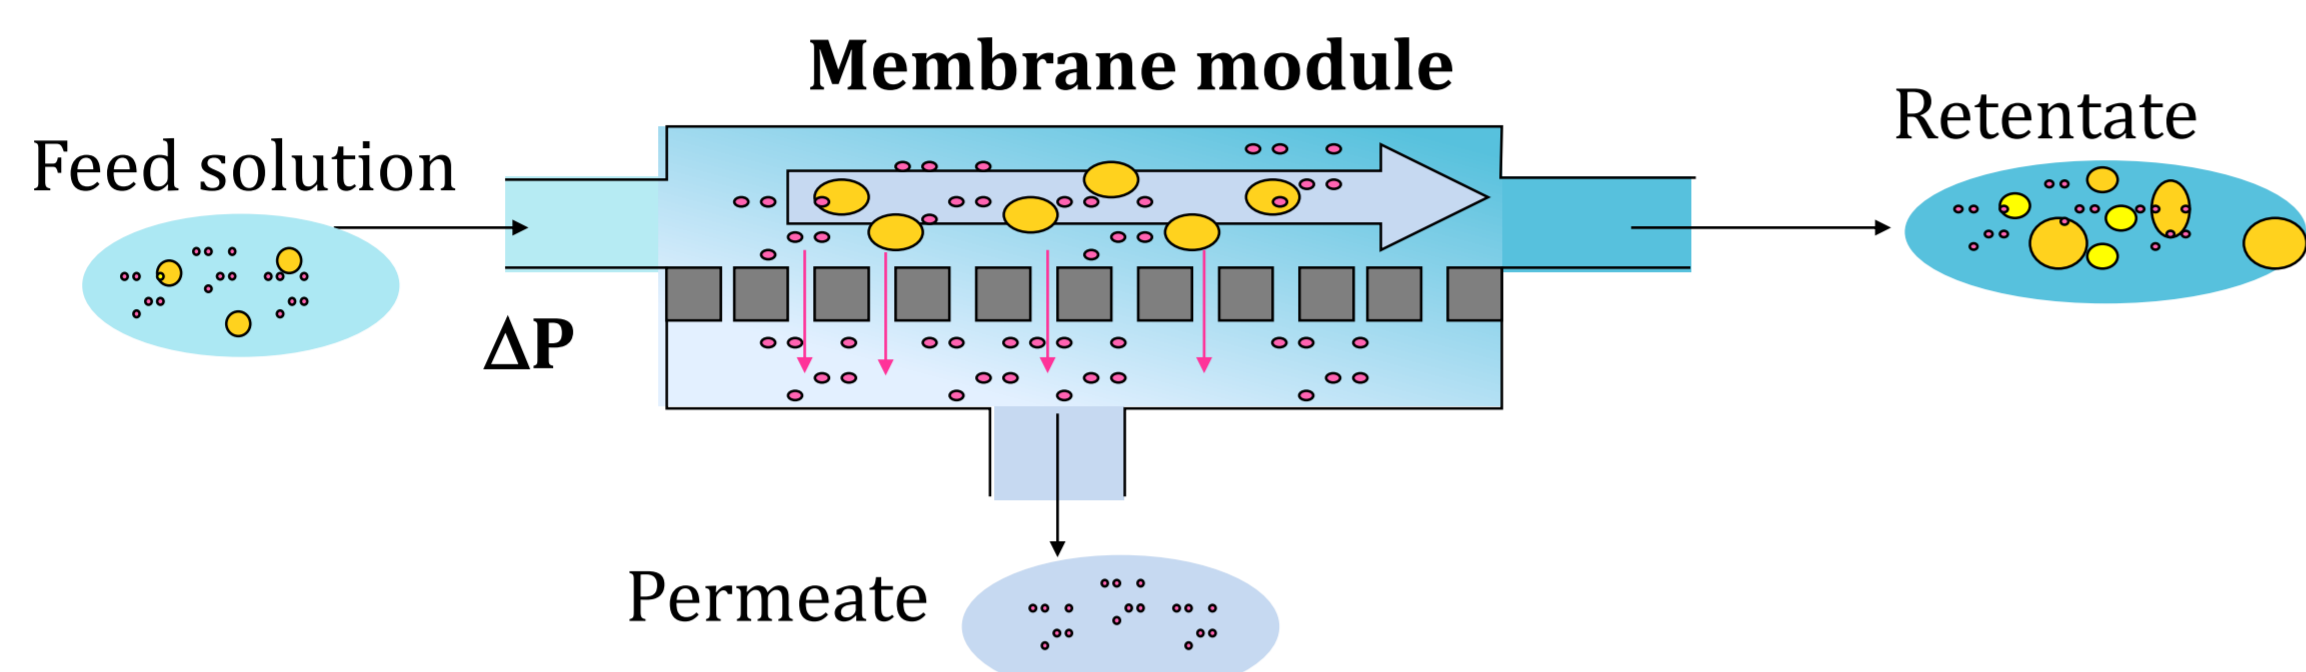 Membrane module
Feed solution
Retentate
ΔP
Permeate